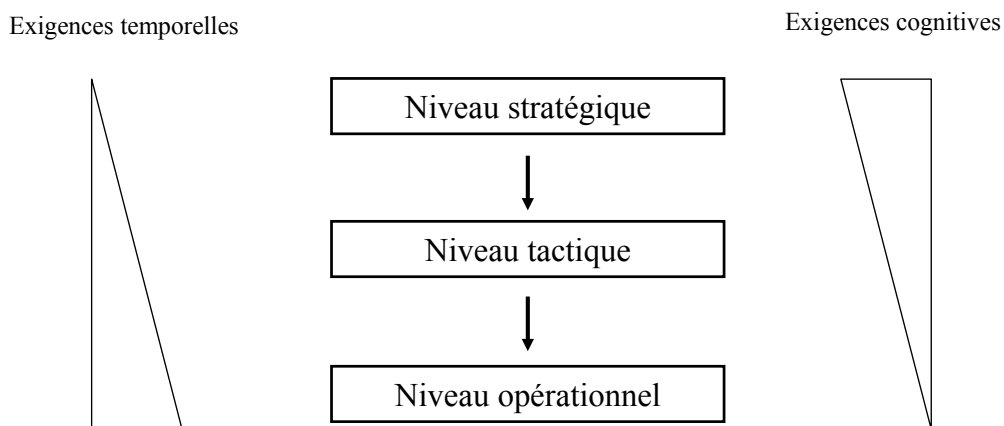 Exigences temporelles
Exigences cognitives
Niveau stratégique
Niveau tactique
Niveau opérationnel